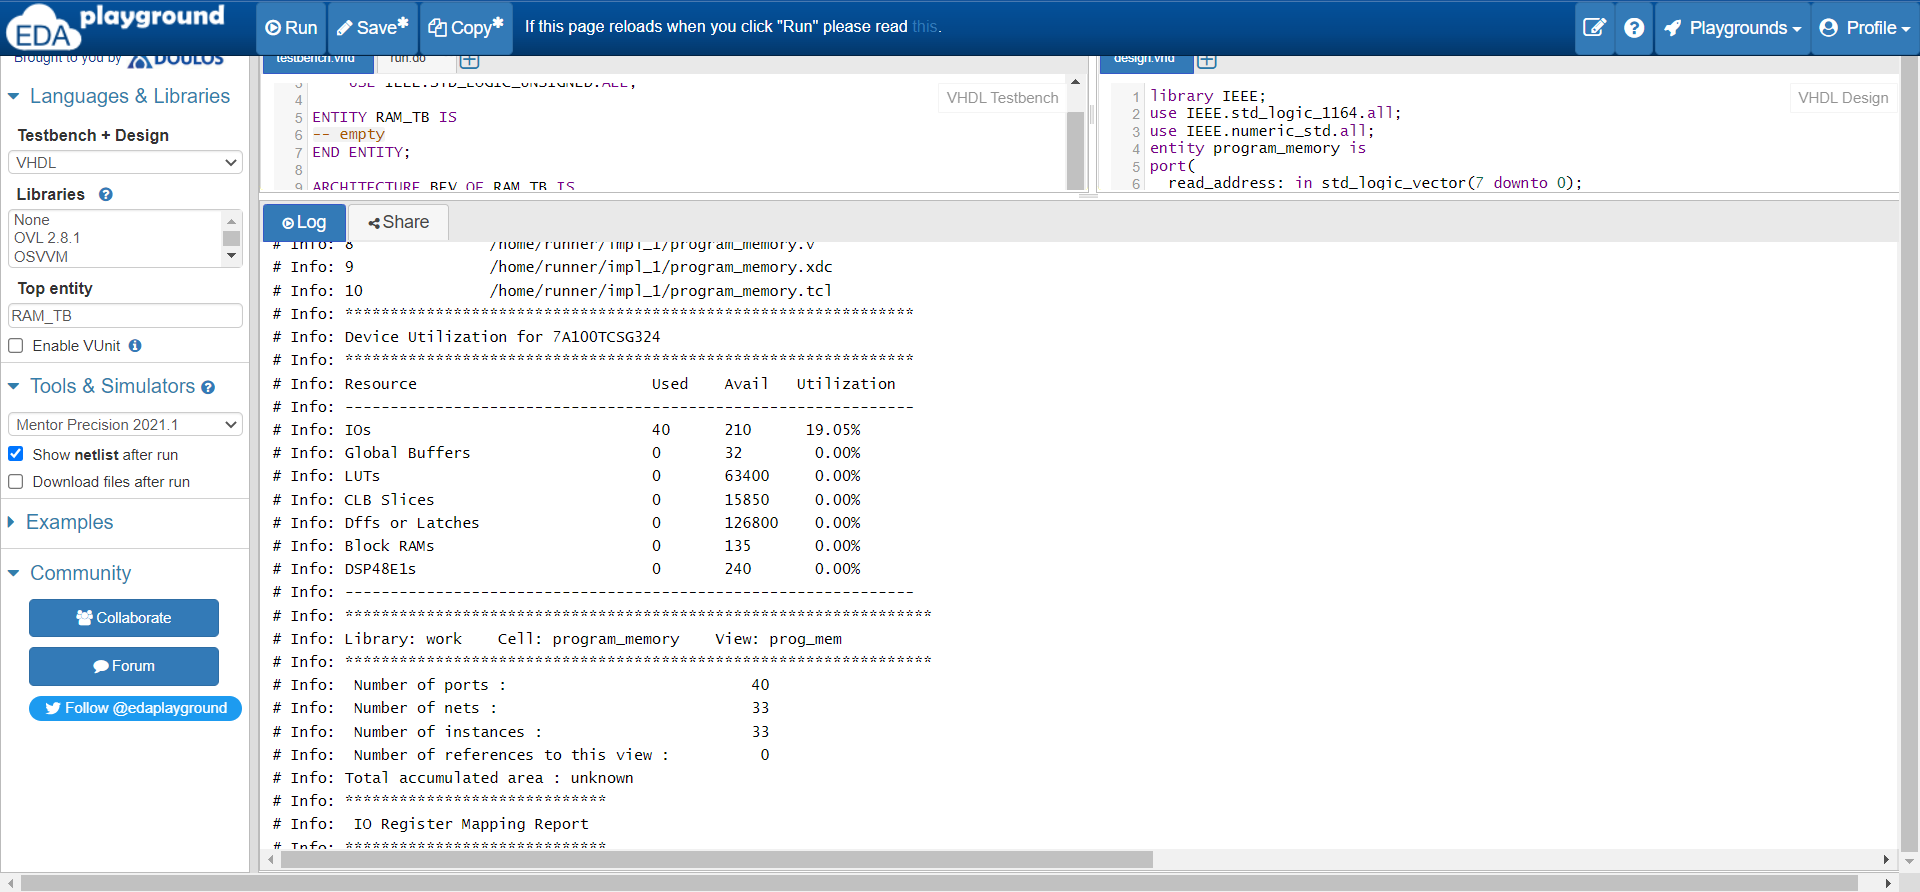 EDA playground
Run
Save*
Copy*
If this page reloads when you click "Run" please read this.
Playgrounds
Profile
Brought to you by DOULOS
Languages & Libraries
Testbench + Design
VHDL
Libraries
None
OVL 2.8.1
OSVVM
Top entity
RAM_TB
Enable VUnit
Tools & Simulators
Mentor Precision 2021.1
Show netlist after run
Download files after run
Examples
Community
Collaborate
Forum
Follow @edaplayground
testbench.vhd
run.do
VHDL Testbench
3 USE IEEE.STD_LOGIC_UNSIGNED.ALL;
4
5 ENTITY RAM_TB IS
6 -- empty
7 END ENTITY;
8
9 ARCHITECTURE BEV OF RAM_TB IS
design.vhd
VHDL Design
1 library IEEE;
2 use IEEE.std_logic_1164.all;
3 use IEEE.numeric_std.all;
4 entity program_memory is
5 port(
6 read_address: in std_logic_vector(7 downto 0);
Log
Share
# Info: 8 /home/runner/impl_1/program_memory.v
# Info: 9 /home/runner/impl_1/program_memory.xdc
# Info: 10 /home/runner/impl_1/program_memory.tcl
# Info: ***************************************************************
# Info: Device Utilization for 7A100TCSG324
# Info: ***************************************************************
# Info: Resource Used Avail Utilization
# Info: ---------------------------------------------------------------
# Info: IOs 40 210 19.05%
# Info: Global Buffers 0 32 0.00%
# Info: LUTs 0 63400 0.00%
# Info: CLB Slices 0 15850 0.00%
# Info: Dffs or Latches 0 126800 0.00%
# Info: Block RAMs 0 135 0.00%
# Info: DSP48E1s 0 240 0.00%
# Info: ---------------------------------------------------------------
# Info: *****************************************************************
# Info: Library: work Cell: program_memory View: prog_mem
# Info: *****************************************************************
# Info: Number of ports : 40
# Info: Number of nets : 33
# Info: Number of instances : 33
# Info: Number of references to this view : 0
# Info: Total accumulated area : unknown
# Info: *****************************
# Info: IO Register Mapping Report
# Info: *****************************